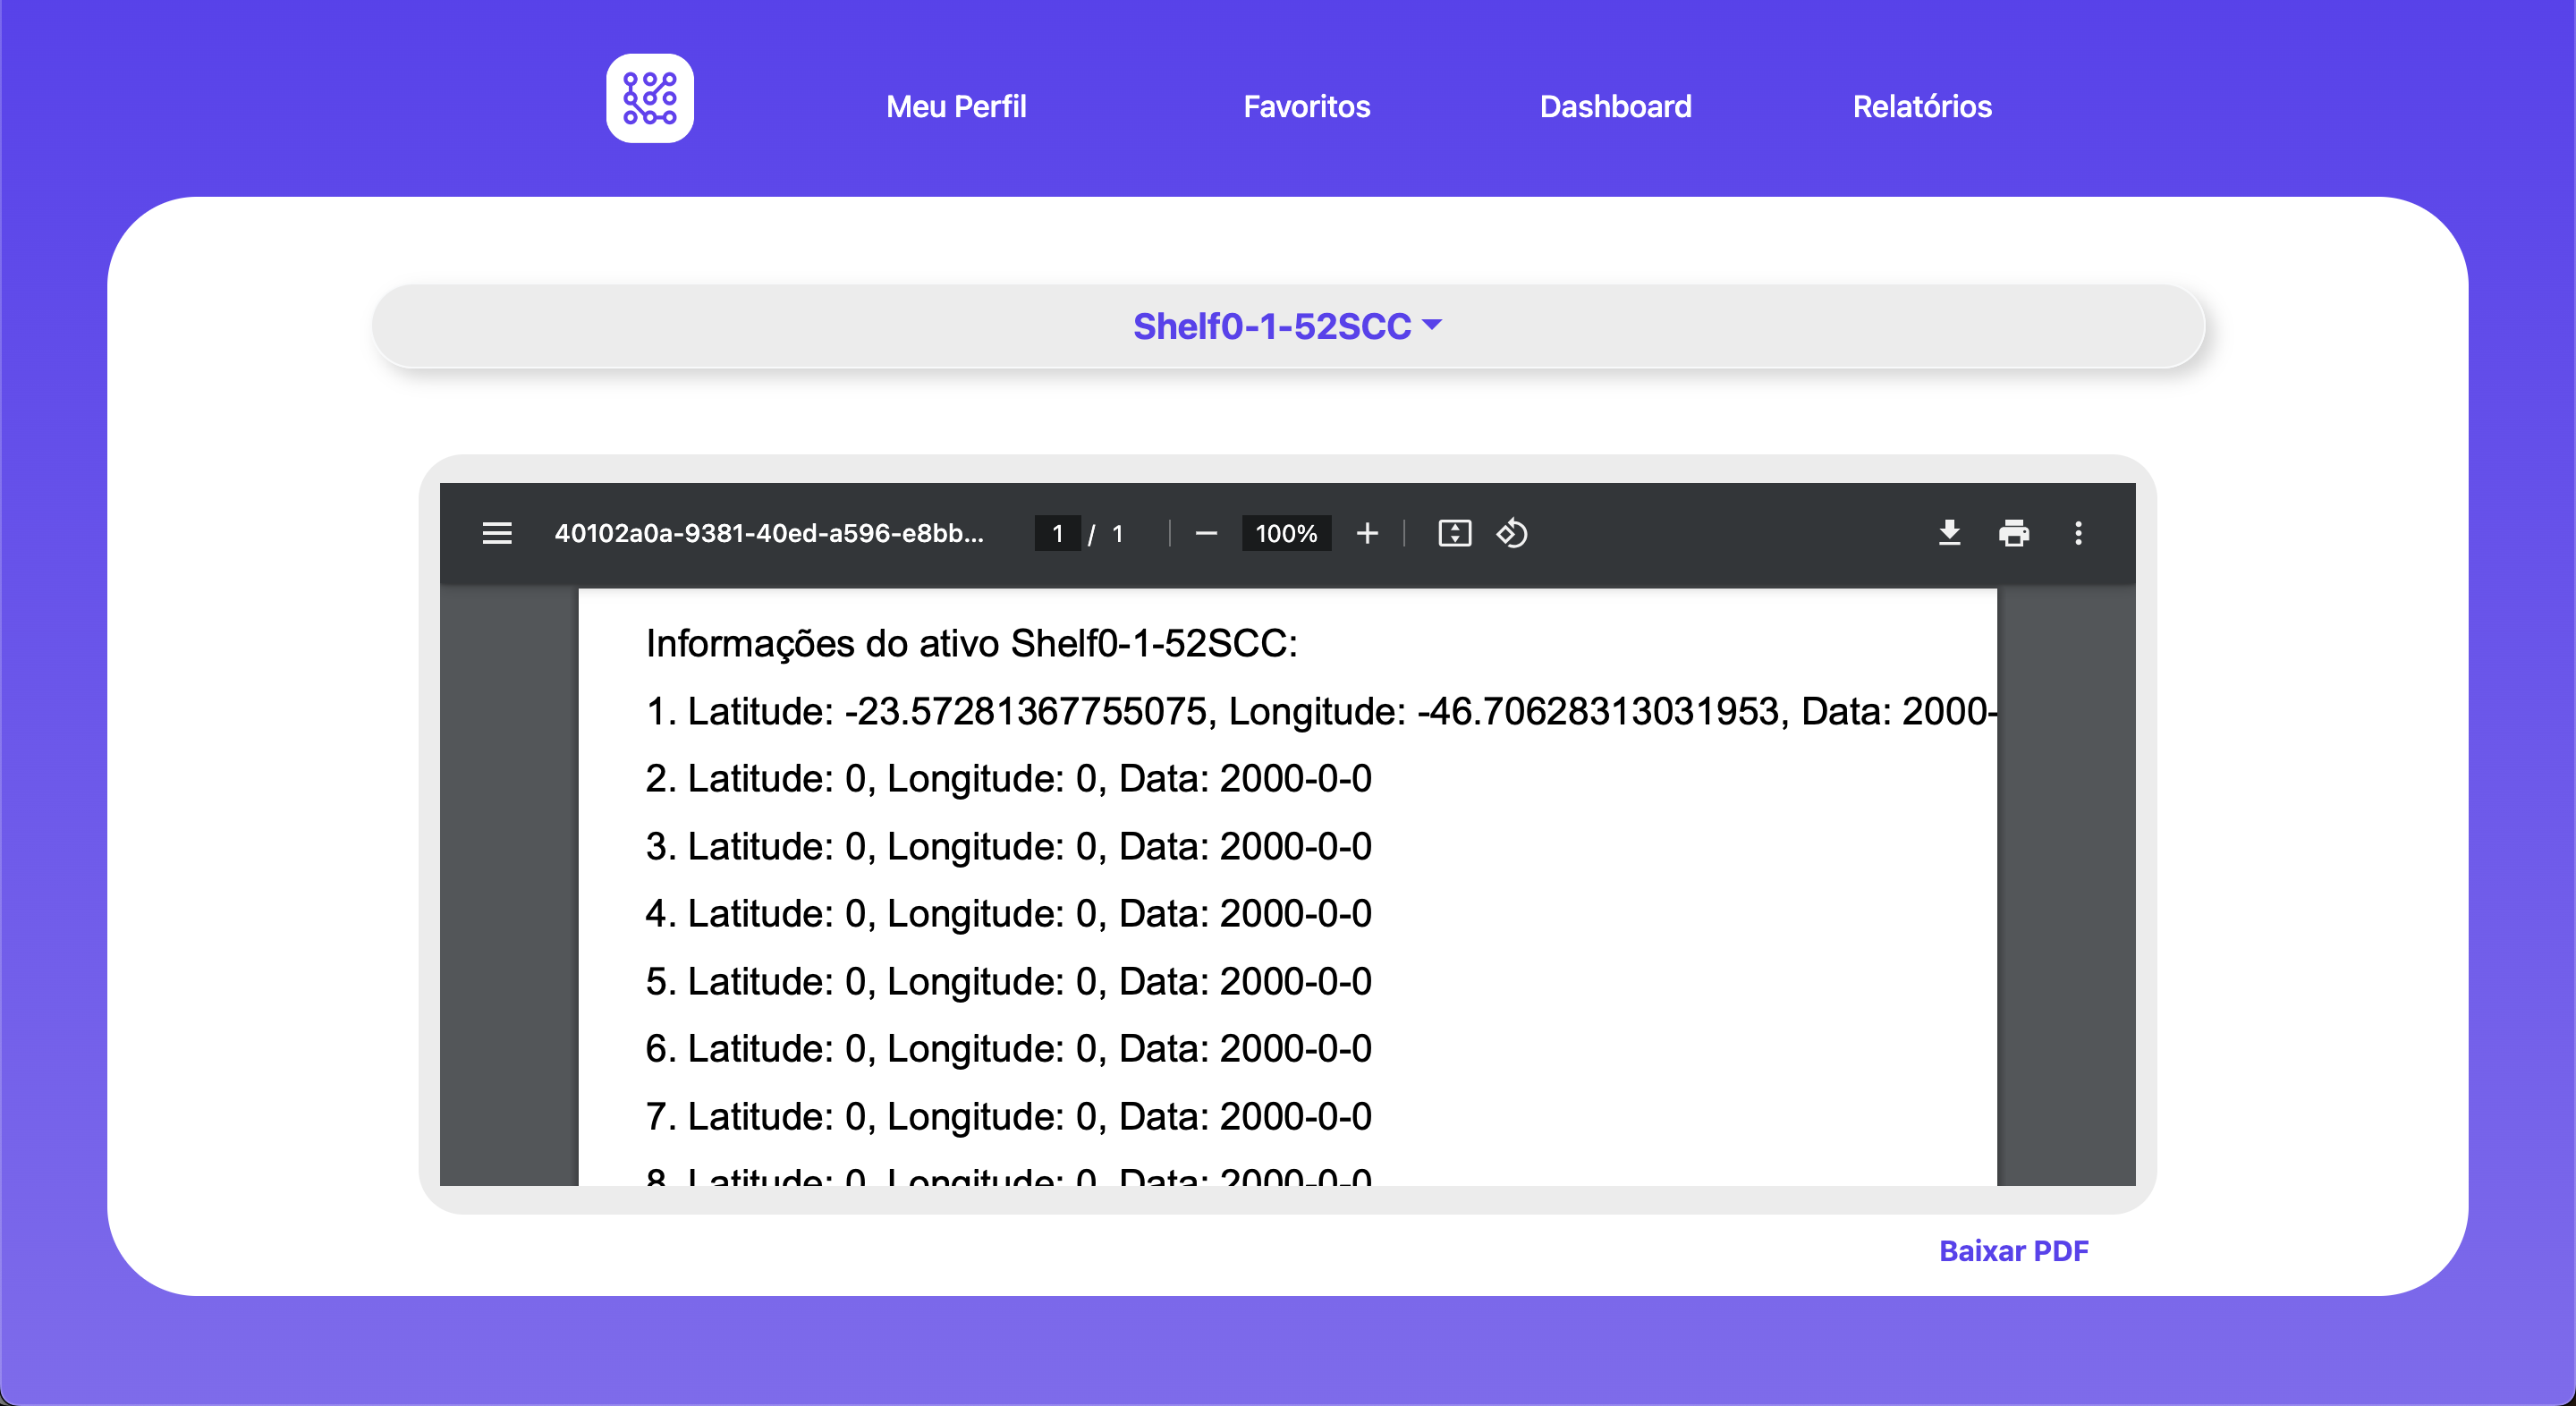 Meu Perfil Favoritos Dashboard Relatórios
Shelf0-1-52SCC
40102a0a-9381-40ed-a596-e8bb... 1 / 1 100%
Informações do ativo Shelf0-1-52SCC:
1. Latitude: -23.57281367755075, Longitude: -46.70628313031953, Data: 2000-
2. Latitude: 0, Longitude: 0, Data: 2000-0-0
3. Latitude: 0, Longitude: 0, Data: 2000-0-0
4. Latitude: 0, Longitude: 0, Data: 2000-0-0
5. Latitude: 0, Longitude: 0, Data: 2000-0-0
6. Latitude: 0, Longitude: 0, Data: 2000-0-0
7. Latitude: 0, Longitude: 0, Data: 2000-0-0
8. Latitude: 0, Longitude: 0, Data: 2000-0-0
Baixar PDF